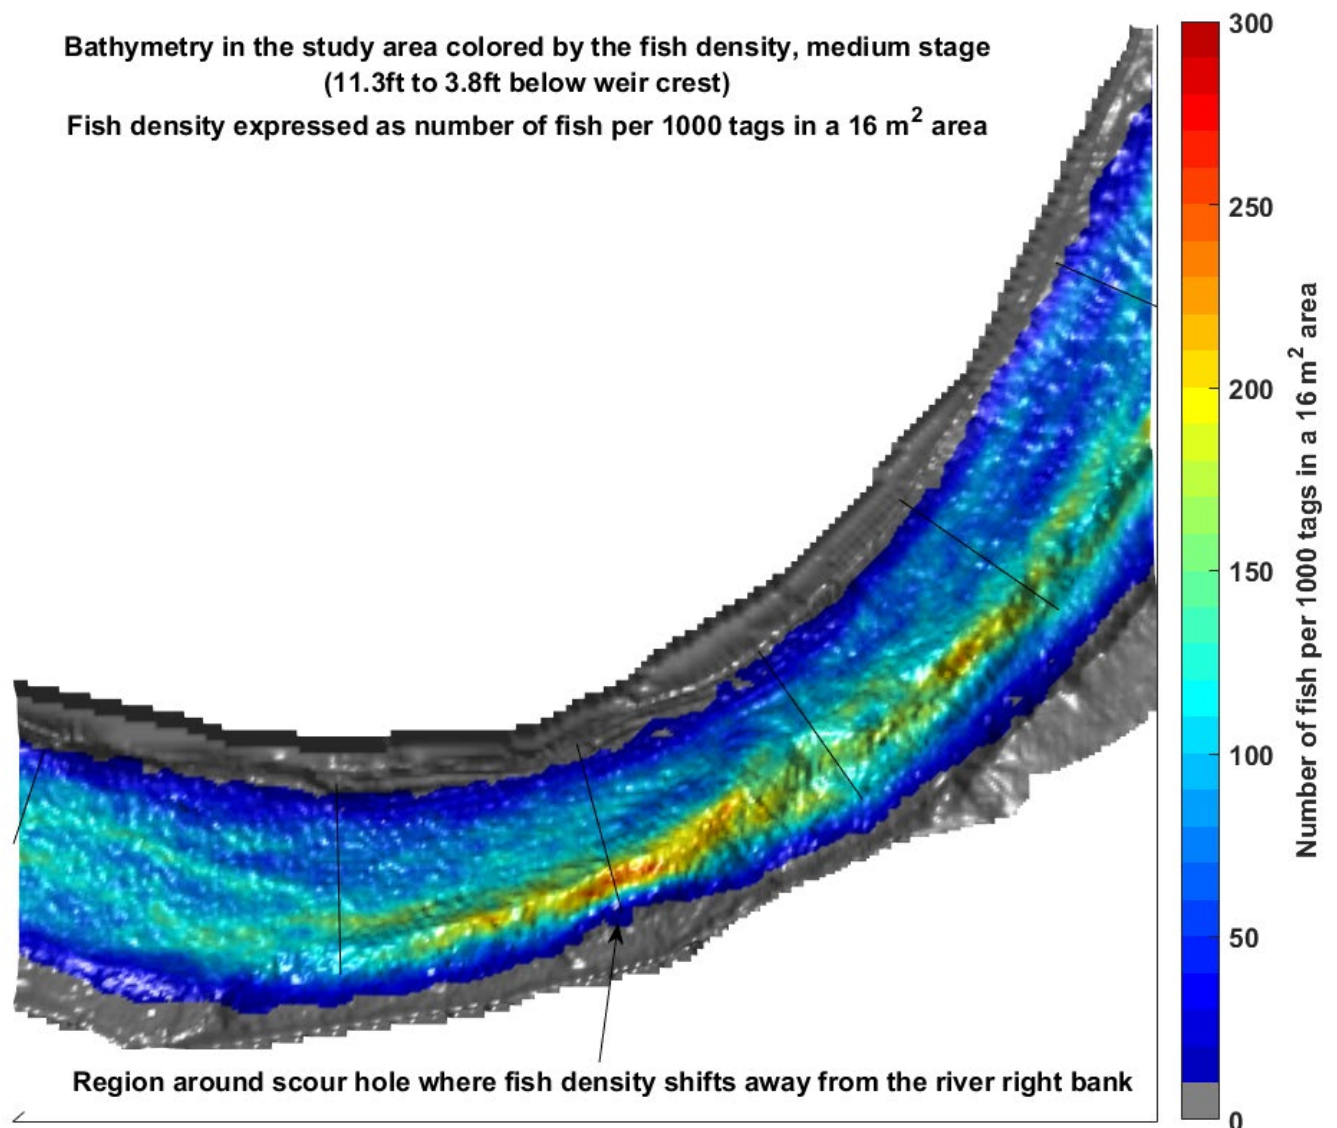 Bathymetry in the study area colored by the fish density, medium stage
(11.3ft to 3.8ft below weir crest)
Fish density expressed as number of fish per 1000 tags in a 16 m² area
300
250
200
150
100
50
0
Number of fish per 1000 tags in a 16 m² area
Region around scour hole where fish density shifts away from the river right bank